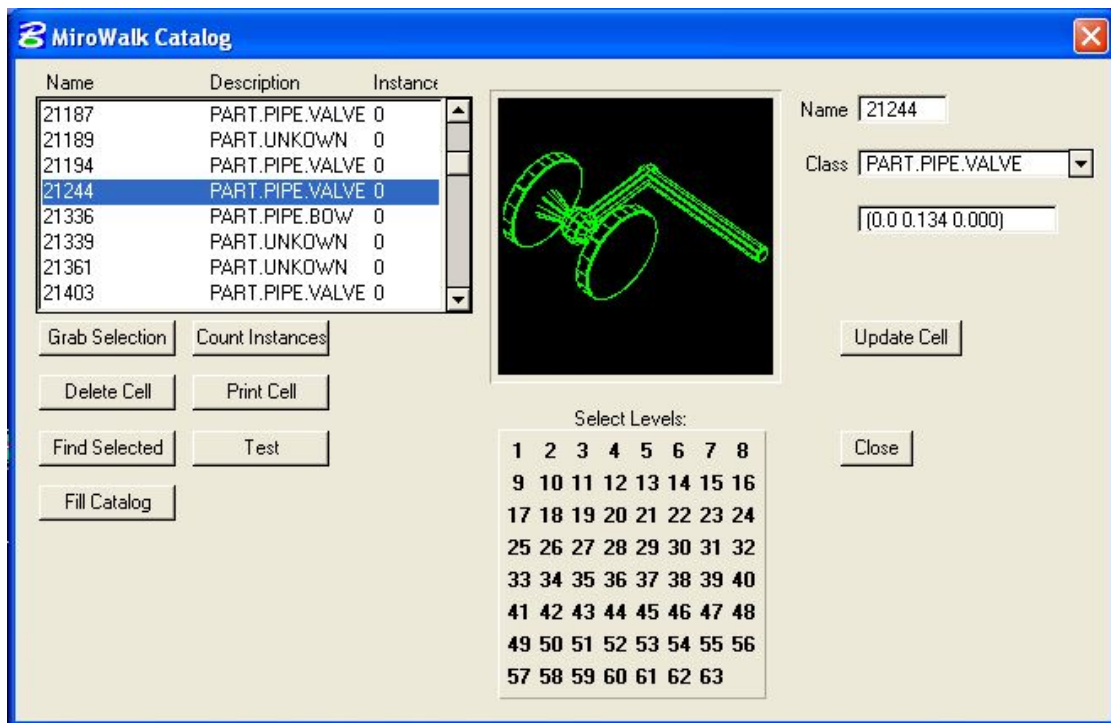 MiroWalk Catalog
Name Description Instance
21187 PART.PIPE.VALVE 0
21189 PART.UNKOWN 0
21194 PART.PIPE.VALVE 0
21244 PART.PIPE.VALVE 0
21336 PART.PIPE.BOW 0
21339 PART.UNKOWN 0
21361 PART.UNKOWN 0
21403 PART.PIPE.VALVE 0
Grab Selection Count Instances
Delete Cell Print Cell
Find Selected Test
Fill Catalog
Name 21244
Class PART.PIPE.VALVE
(0.0 0.134 0.000)
Update Cell
Close
Select Levels:
1 2 3 4 5 6 7 8
9 10 11 12 13 14 15 16
17 18 19 20 21 22 23 24
25 26 27 28 29 30 31 32
33 34 35 36 37 38 39 40
41 42 43 44 45 46 47 48
49 50 51 52 53 54 55 56
57 58 59 60 61 62 63